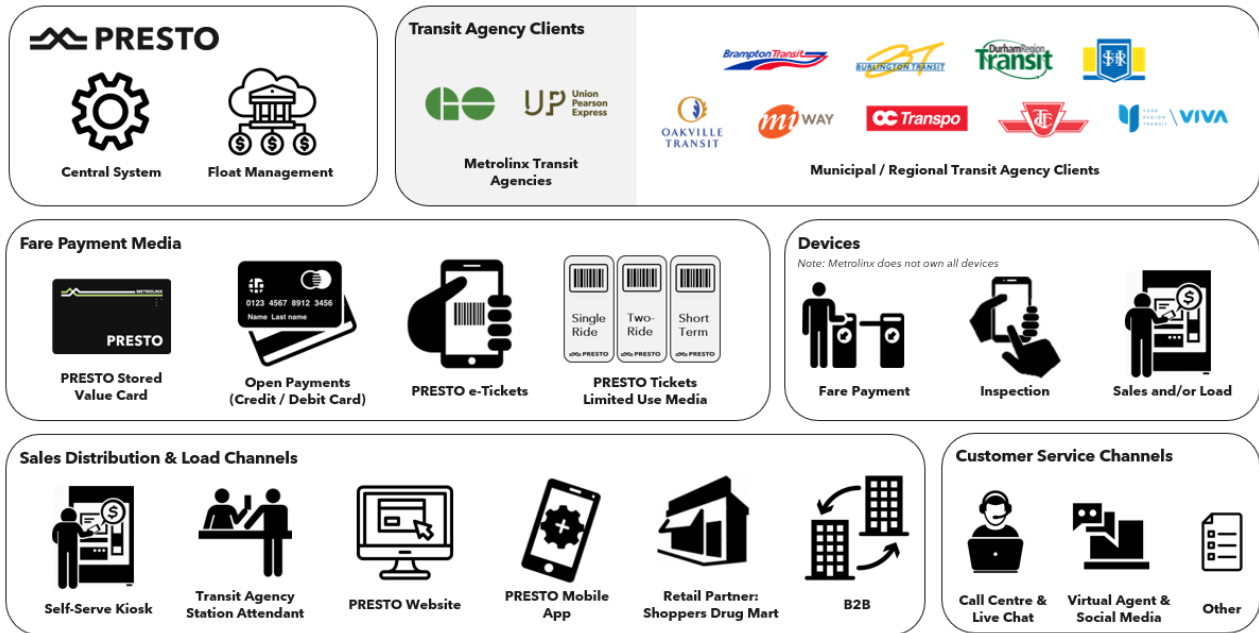 PRESTO
Central System
Float Management
Transit Agency Clients
GO
UP Union
Pearson
Express
Metrolinx Transit
Agencies
Brampton Transit
BT
BURLINGTON TRANSIT
Durham Region
Transit
HSR
OAKVILLE
TRANSIT
mi WAY
OC Transpo
TTC
YORK
REGION
TRANSIT
VIVA
Municipal / Regional Transit Agency Clients
Fare Payment Media
METROLINX
PRESTO
PRESTO Stored
Value Card
0123 4567 8912 3456
Name Last name
Open Payments
(Credit / Debit Card)
PRESTO e-Tickets
Single
Ride
PRESTO
Two-
Ride
PRESTO
Short
Term
PRESTO
PRESTO Tickets
Limited Use Media
Devices
Note: Metrolinx does not own all devices
Fare Payment
Inspection
$
Sales and/or Load
Sales Distribution & Load Channels
$
Self-Serve Kiosk
Transit Agency
Station Attendant
PRESTO Website
PRESTO Mobile
App
Retail Partner:
Shoppers Drug Mart
B2B
Customer Service Channels
Call Centre &
Live Chat
Virtual Agent &
Social Media
Other